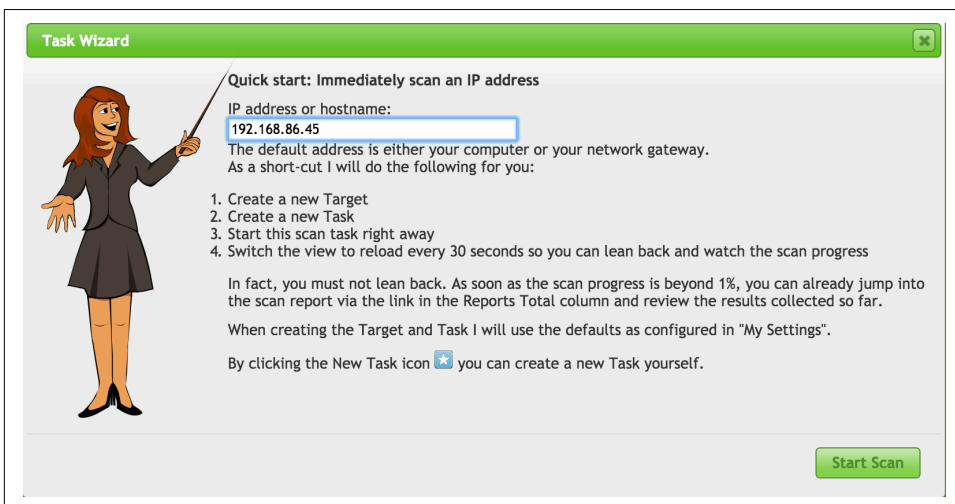 Task Wizard
Quick start: Immediately scan an IP address
IP address or hostname:
192.168.86.45
The default address is either your computer or your network gateway.
As a short-cut I will do the following for you:
1. Create a new Target
2. Create a new Task
3. Start this scan task right away
4. Switch the view to reload every 30 seconds so you can lean back and watch the scan progress
In fact, you must not lean back. As soon as the scan progress is beyond 1%, you can already jump into
the scan report via the link in the Reports Total column and review the results collected so far.
When creating the Target and Task I will use the defaults as configured in "My Settings".
By clicking the New Task icon you can create a new Task yourself.
Start Scan